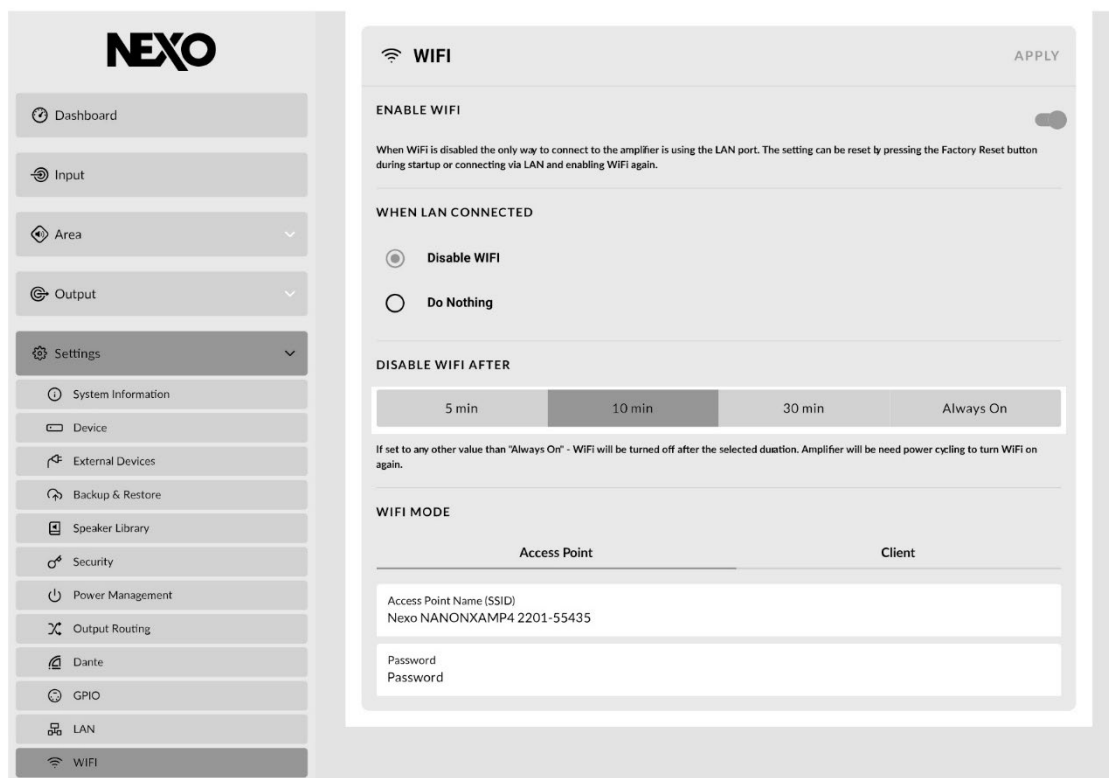 NEXO
Dashboard
Input
Area
Output
Settings
System Information
Device
External Devices
Backup & Restore
Speaker Library
Security
Power Management
Output Routing
Dante
GPIO
LAN
WIFI
WIFI
APPLY
ENABLE WIFI
When WiFi is disabled the only way to connect to the amplifier is using the LAN port. The setting can be reset by pressing the Factory Reset button
during startup or connecting via LAN and enabling WiFi again.
WHEN LAN CONNECTED
Disable WIFI
Do Nothing
DISABLE WIFI AFTER
5 min
10 min
30 min
Always On
If set to any other value than "Always On" - WiFi will be turned off after the selected duration. Amplifier will be need power cycling to turn WiFi on
again.
WIFI MODE
Access Point
Client
Access Point Name (SSID)
Nexo NANONXAMP4 2201-55435
Password
Password